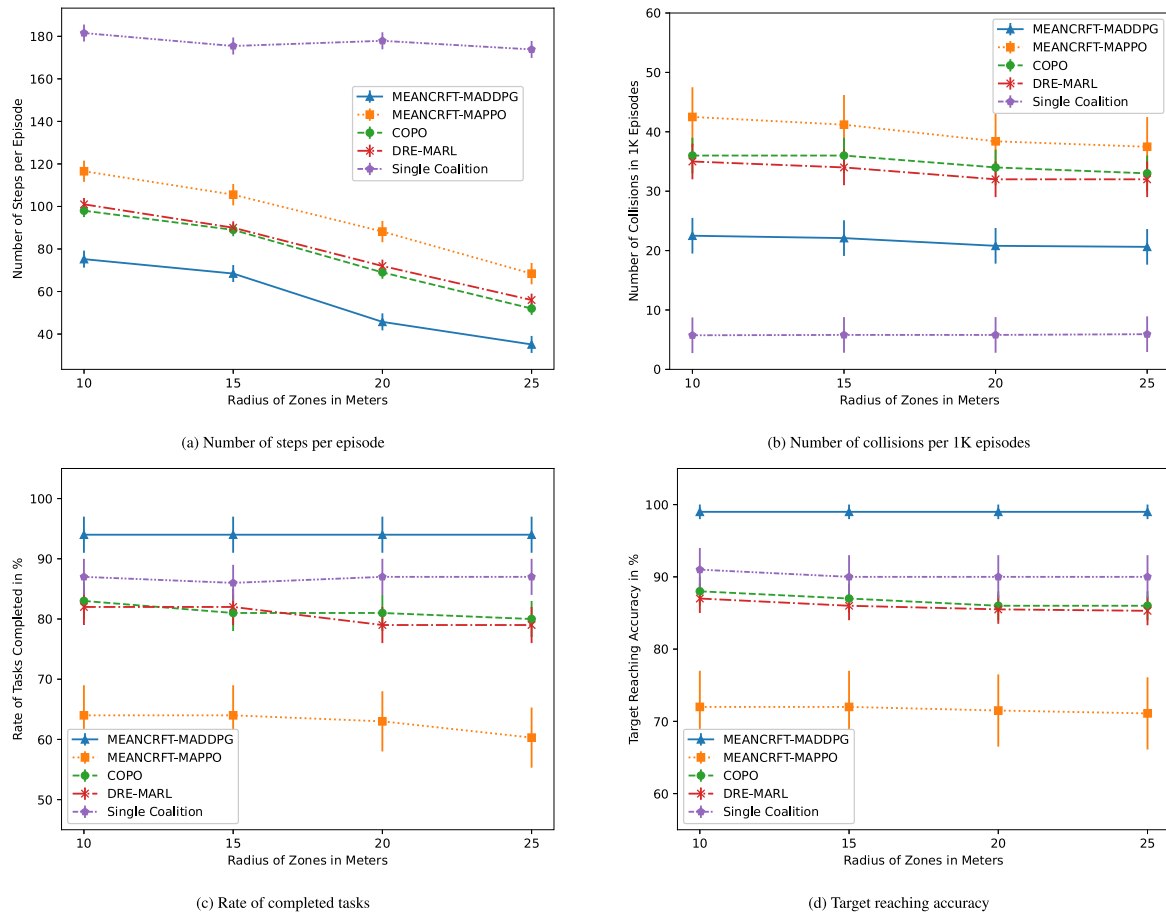 180
160
140
120
100
80
60
40
Number of Steps per Episode
MEANCRFT-MADDPG
MEANCRFT-MAPPO
COPO
DRE-MARL
Single Coalition
10 15 20 25
Radius of Zones in Meters
(a) Number of steps per episode
60
50
40
30
20
10
0
Number of Collisions in 1K Episodes
MEANCRFT-MADDPG
MEANCRFT-MAPPO
COPO
DRE-MARL
Single Coalition
10 15 20 25
Radius of Zones in Meters
(b) Number of collisions per 1K episodes
100
90
80
70
60
50
Rate of Tasks Completed in %
MEANCRFT-MADDPG
MEANCRFT-MAPPO
COPO
DRE-MARL
Single Coalition
10 15 20 25
Radius of Zones in Meters
(c) Rate of completed tasks
100
90
80
70
60
Target Reaching Accuracy in %
MEANCRFT-MADDPG
MEANCRFT-MAPPO
COPO
DRE-MARL
Single Coalition
10 15 20 25
Radius of Zones in Meters
(d) Target reaching accuracy